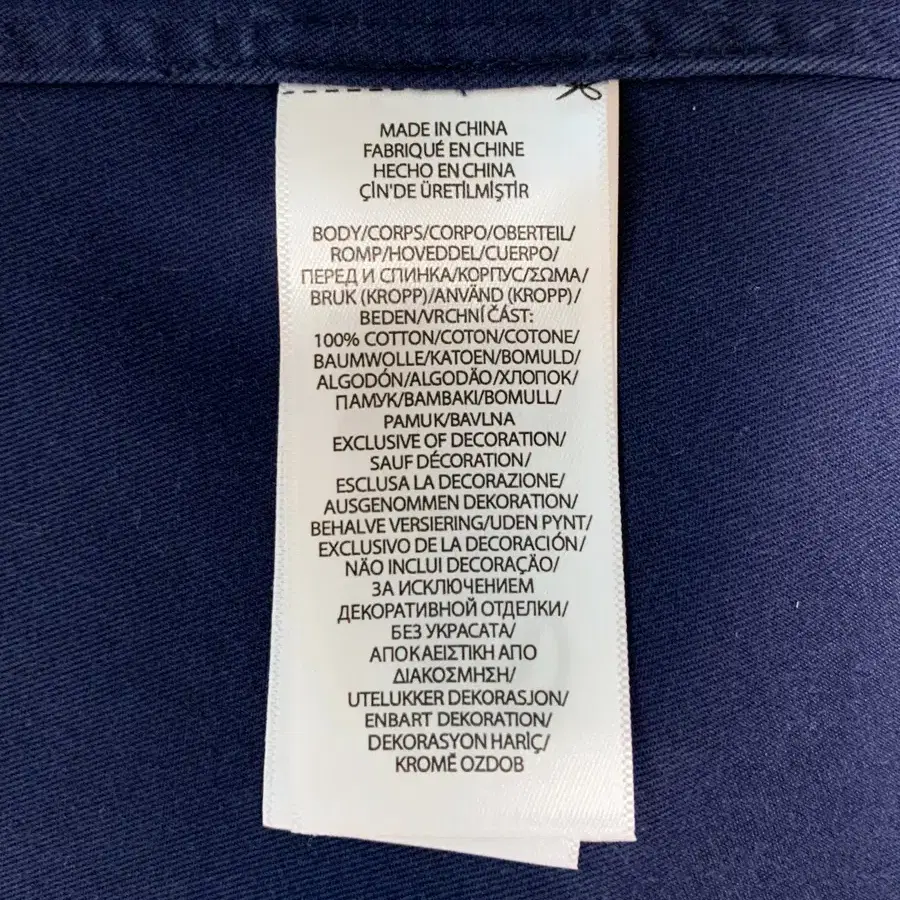 MADE IN CHINA
FABRIQUÉ EN CHINE
HECHO EN CHINA
ÇİN'DE ÜRETİLMİŞTİR
BODY/CORPS/CORPO/OBERTEIL/
ROMP/HOVEDDEL/CUERPO/
ПЕРЕД И СПИНКА/КОРПУС/ΣΩΜΑ/
BRUK (KROPP)/ANVÄND (KROPP)/
BEDEN/VRCHNÍ ČÁST:
100% COTTON/COTON/COTONE/
BAUMWOLLE/KATOEN/BOMULD/
ALGODÓN/ALGODÃO/ХЛОПОК/
ПАМУК/ΒΑΜΒΑΚΙ/BOMULL/
PAMUK/BAVLNA
EXCLUSIVE OF DECORATION/
SAUF DÉCORATION/
ESCLUSA LA DECORAZIONE/
AUSGENOMMEN DEKORATION/
BEHALVE VERSIERING/UDEN PYNT/
EXCLUSIVO DE LA DECORACIÓN/
NÃO INCLUI DECORAÇÃO/
ЗА ИСКЛЮЧЕНИЕМ
ДЕКОРАТИВНОЙ ОТДЕЛКИ/
БЕЗ УКРАСАТА/
ΑΠΟΚΛΕΙΣΤΙΚΗ ΑΠΟ
ΔΙΑΚΟΣΜΗΣΗ/
UTELUKKER DEKORASJON/
ENBART DEKORATION/
DEKORASYON HARİÇ/
KROMĚ OZDOB